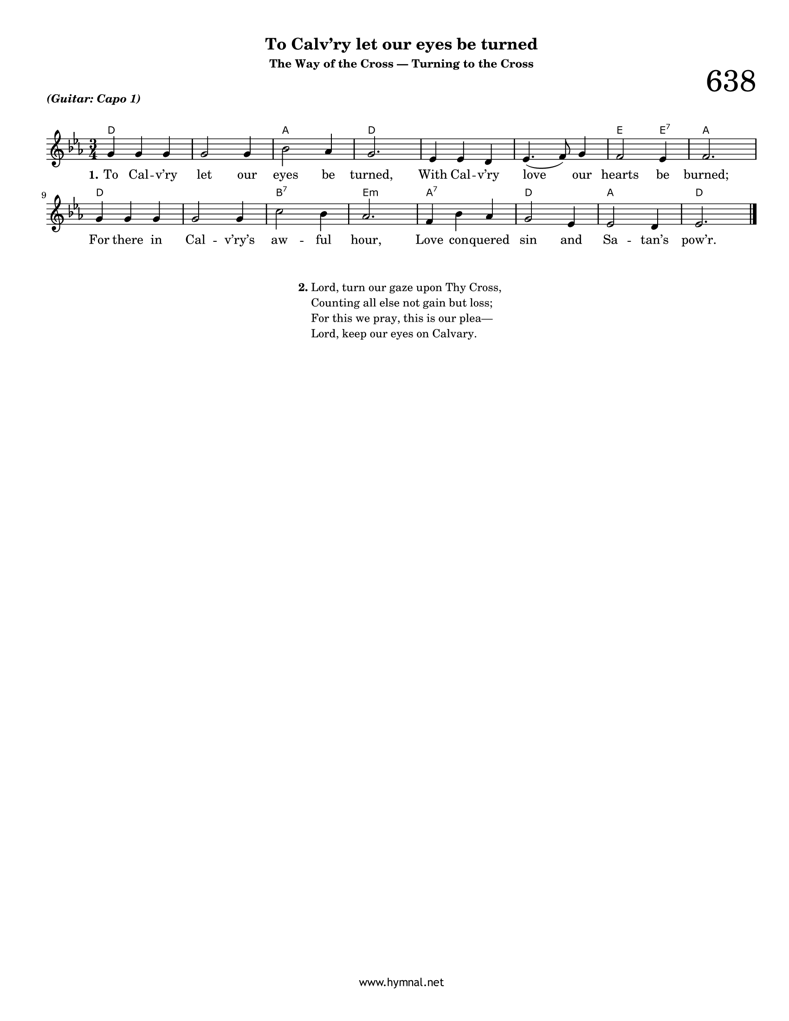 To Calv’ry let our eyes be turned
The Way of the Cross — Turning to the Cross
638
(Guitar: Capo 1)
D A D E E7 A
3
4
1. To Cal-v’ry let our eyes be turned, With Cal-v’ry love our hearts be burned;
D B7 Em A7 D A D
9
For there in Cal - v’ry’s aw - ful hour, Love conquered sin and Sa - tan’s pow’r.
2. Lord, turn our gaze upon Thy Cross,
Counting all else not gain but loss;
For this we pray, this is our plea—
Lord, keep our eyes on Calvary.
www.hymnal.net